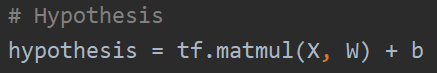 # Hypothesis
hypothesis = tf.matmul(X, W) + b